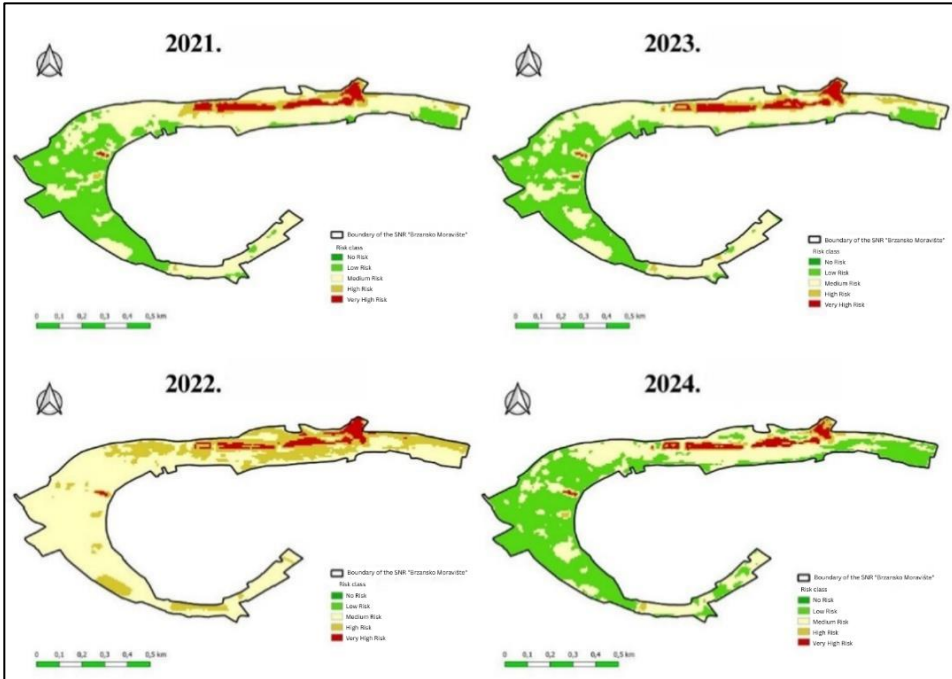 2021.
Boundary of the SNR "Brzansko Moravište"
Risk class
No Risk
Low Risk
Medium Risk
High Risk
Very High Risk
0 0,1 0,2 0,3 0,4 0,5 km
2023.
Boundary of the SNR "Brzansko Moravište"
Risk class
No Risk
Low Risk
Medium Risk
High Risk
Very High Risk
0 0,1 0,2 0,3 0,4 0,5 km
2022.
Boundary of the SNR "Brzansko Moravište"
Risk class
No Risk
Low Risk
Medium Risk
High Risk
Very High Risk
0 0,1 0,2 0,3 0,4 0,5 km
2024.
Boundary of the SNR "Brzansko Moravište"
Risk class
No Risk
Low Risk
Medium Risk
High Risk
Very High Risk
0 0,1 0,2 0,3 0,4 0,5 km